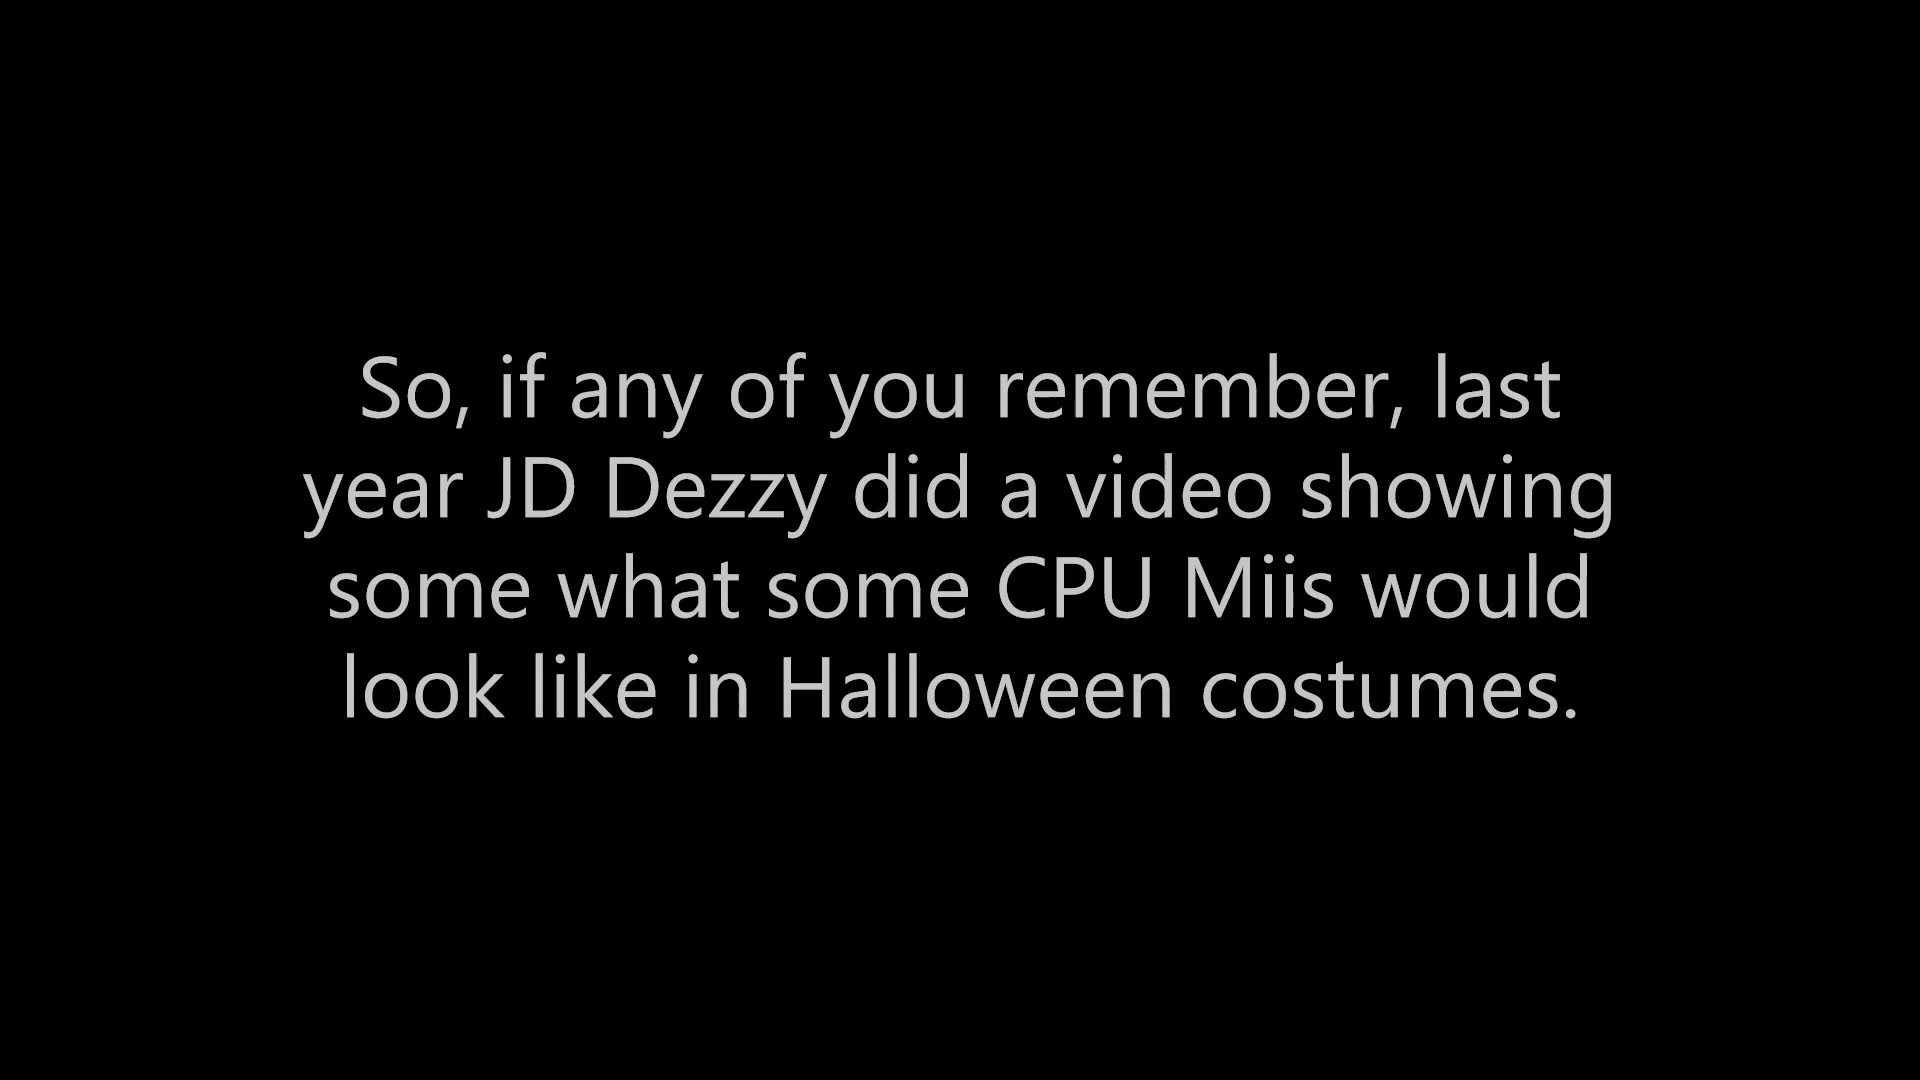 So, if any of you remember, last
year JD Dezzy did a video showing
some what some CPU Miis would
look like in Halloween costumes.